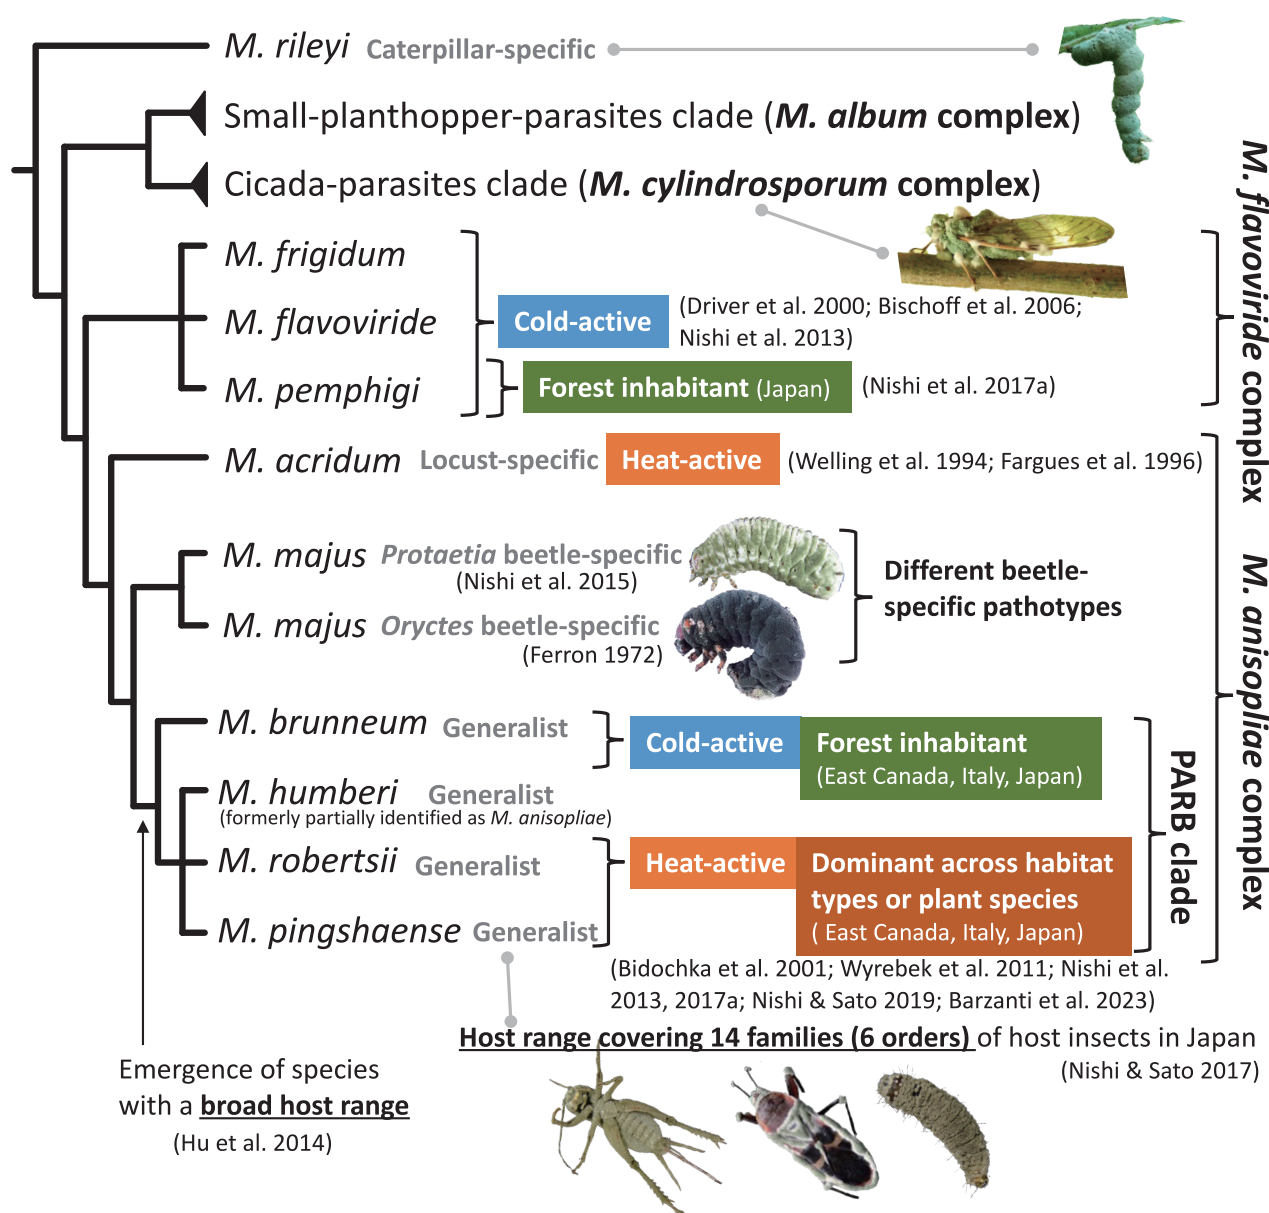 M. rileyi Caterpillar-specific
Small-planthopper-parasites clade (M. album complex)
Cicada-parasites clade (M. cylindrosporum complex)
M. frigidum
M. flavoviride
Cold-active
(Driver et al. 2000; Bischoff et al. 2006;
Nishi et al. 2013)
M. pemphigi
Forest inhabitant (Japan)
(Nishi et al. 2017a)
M. flavoviride complex
M. acridum Locust-specific Heat-active (Welling et al. 1994; Fargues et al. 1996)
M. majus Protaetia beetle-specific
(Nishi et al. 2015)
M. majus Oryctes beetle-specific
(Ferron 1972)
Different beetle-
specific pathotypes
M. brunneum Generalist
Cold-active
Forest inhabitant
(East Canada, Italy, Japan)
M. humberi Generalist
(formerly partially identified as M. anisopliae)
M. robertsii Generalist
Heat-active
Dominant across habitat
types or plant species
( East Canada, Italy, Japan)
M. pingshaense Generalist
PARB clade
M. anisopliae complex
(Bidochka et al. 2001; Wyrebek et al. 2011; Nishi et al.
2013, 2017a; Nishi & Sato 2019; Barzanti et al. 2023)
Host range covering 14 families (6 orders) of host insects in Japan
(Nishi & Sato 2017)
Emergence of species
with a broad host range
(Hu et al. 2014)